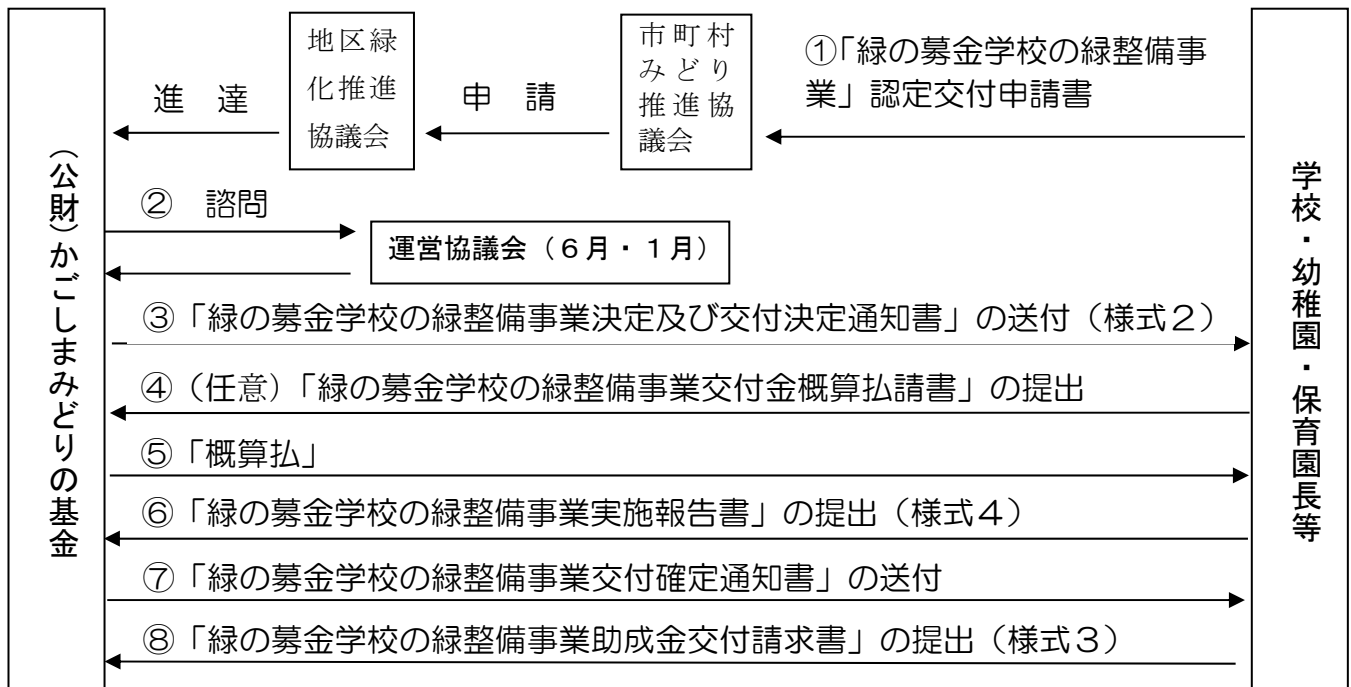 地区緑
化推進
協議会
市町村
みどり
推進協
議会
①「緑の募金学校の緑整備事
業」認定交付申請書
進 達
申 請
(公財)かごしまみどりの基金
学校・幼稚園・保育園長等
② 諮問
運営協議会(6月・1月)
③「緑の募金学校の緑整備事業決定及び交付決定通知書」の送付(様式2)
④(任意)「緑の募金学校の緑整備事業交付金概算払請書」の提出
⑤「概算払」
⑥「緑の募金学校の緑整備事業実施報告書」の提出(様式4)
⑦「緑の募金学校の緑整備事業交付確定通知書」の送付
⑧「緑の募金学校の緑整備事業助成金交付請求書」の提出(様式3)